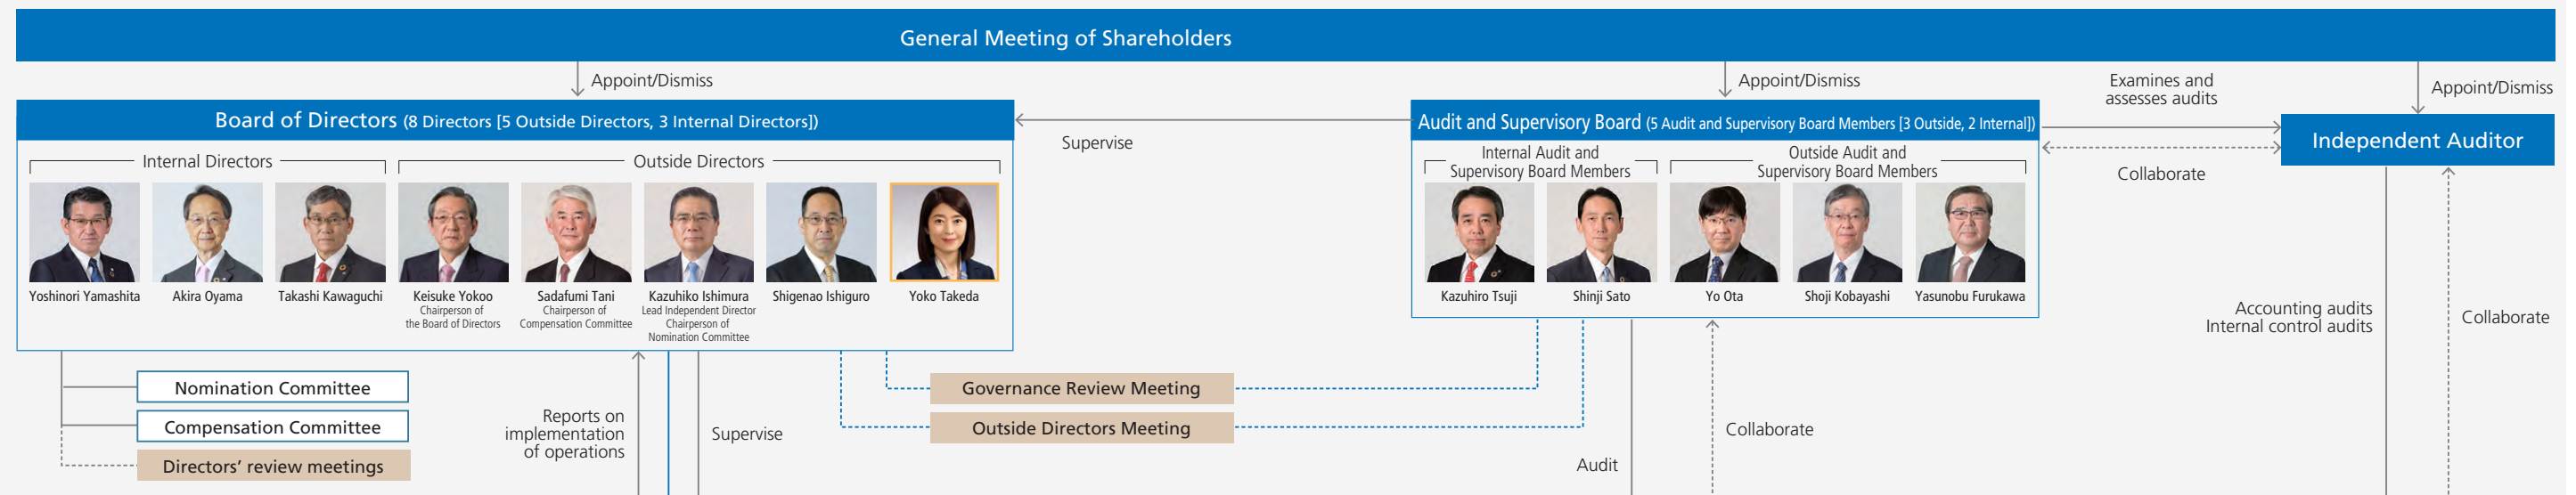 General Meeting of Shareholders
Appoint/Dismiss
Appoint/Dismiss
Examines and
assesses audits
Appoint/Dismiss
Board of Directors (8 Directors [5 Outside Directors, 3 Internal Directors])
Supervise
Audit and Supervisory Board (5 Audit and Supervisory Board Members [3 Outside, 2 Internal])
Collaborate
Independent Auditor
Internal Directors
Outside Directors
Internal Audit and
Supervisory Board Members
Outside Audit and
Supervisory Board Members
Yoshinori Yamashita
Akira Oyama
Takashi Kawaguchi
Keisuke Yokoo
Chairperson of
the Board of Directors
Sadafumi Tani
Chairperson of
Compensation Committee
Kazuhiko Ishimura
Lead Independent Director
Chairperson of
Nomination Committee
Shigenao Ishiguro
Yoko Takeda
Kazuhiro Tsuji
Shinji Sato
Yo Ota
Shoji Kobayashi
Yasunobu Furukawa
Accounting audits
Internal control audits
Collaborate
Nomination Committee
Compensation Committee
Directors’ review meetings
Reports on
implementation
of operations
Supervise
Governance Review Meeting
Outside Directors Meeting
Audit
Collaborate